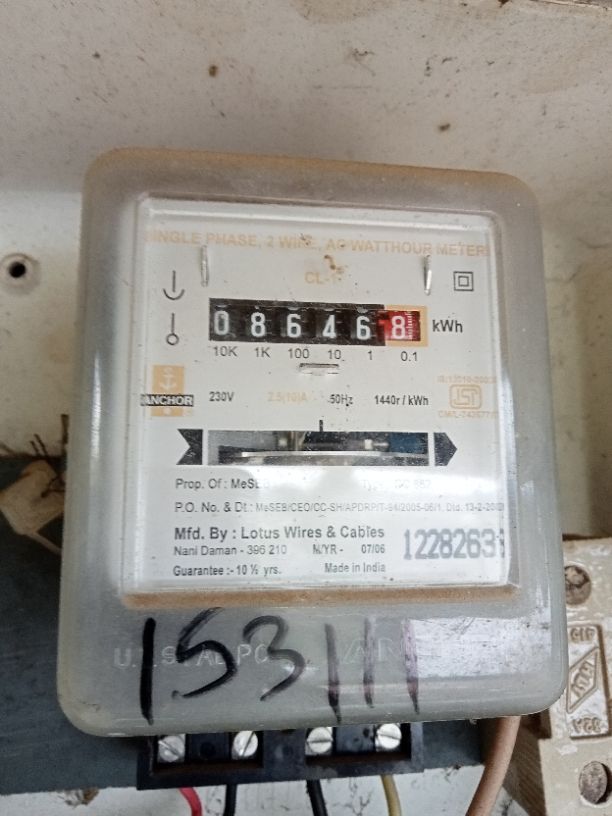 SINGLE PHASE, 2 WIRE, AC WATTHOUR METER
CL-1
086468 kWh
10K 1K 100 10 1 0.1
ANCHOR 230V 2.5(10)A 50Hz 1440r / kWh
ISI
Prop. Of : MeSEB
P.O. No. & Dt.: MeSEB/CEO/CC-SH/APDRP/T-94/2005-06/1, Dtd. 13-2-
Mfd. By : Lotus Wires & Cables
Nani Daman - 396 210 M/YR - 07/06
12282631
Guarantee :- 10 ½ yrs. Made in India
153111